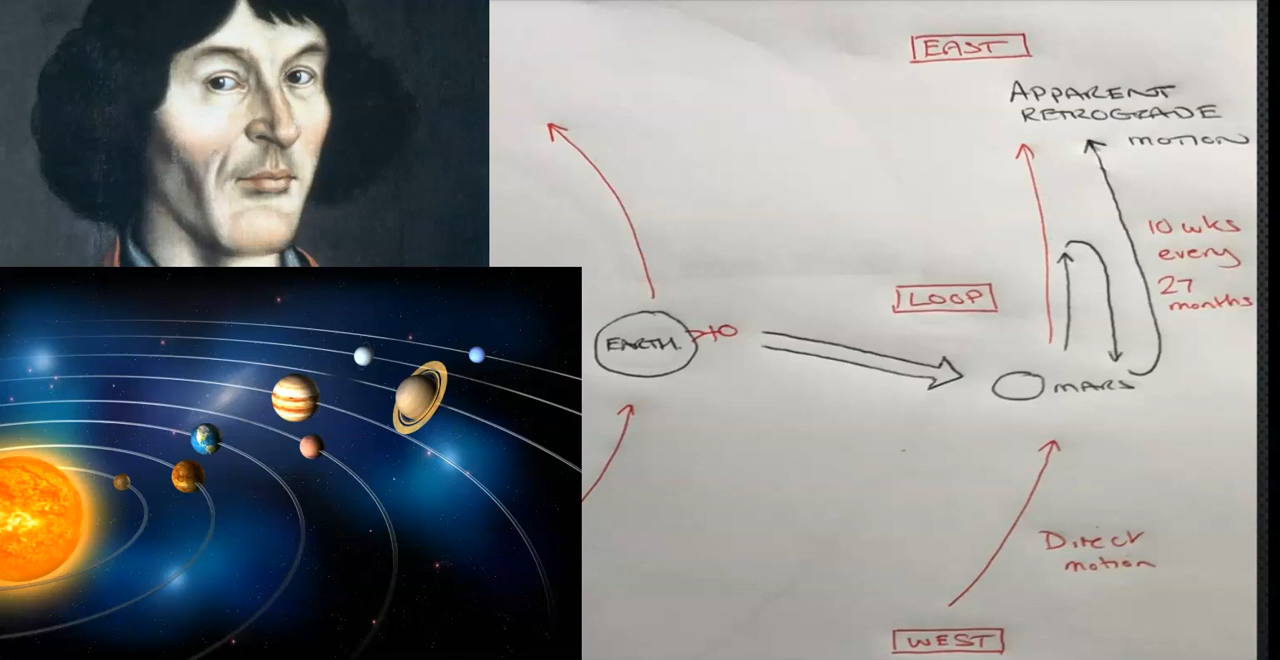 EAST
APPARENT
RETROGRADE
MOTION
10 wks
every
27
months
LOOP
EARTH
MARS
Direct
motion
WEST